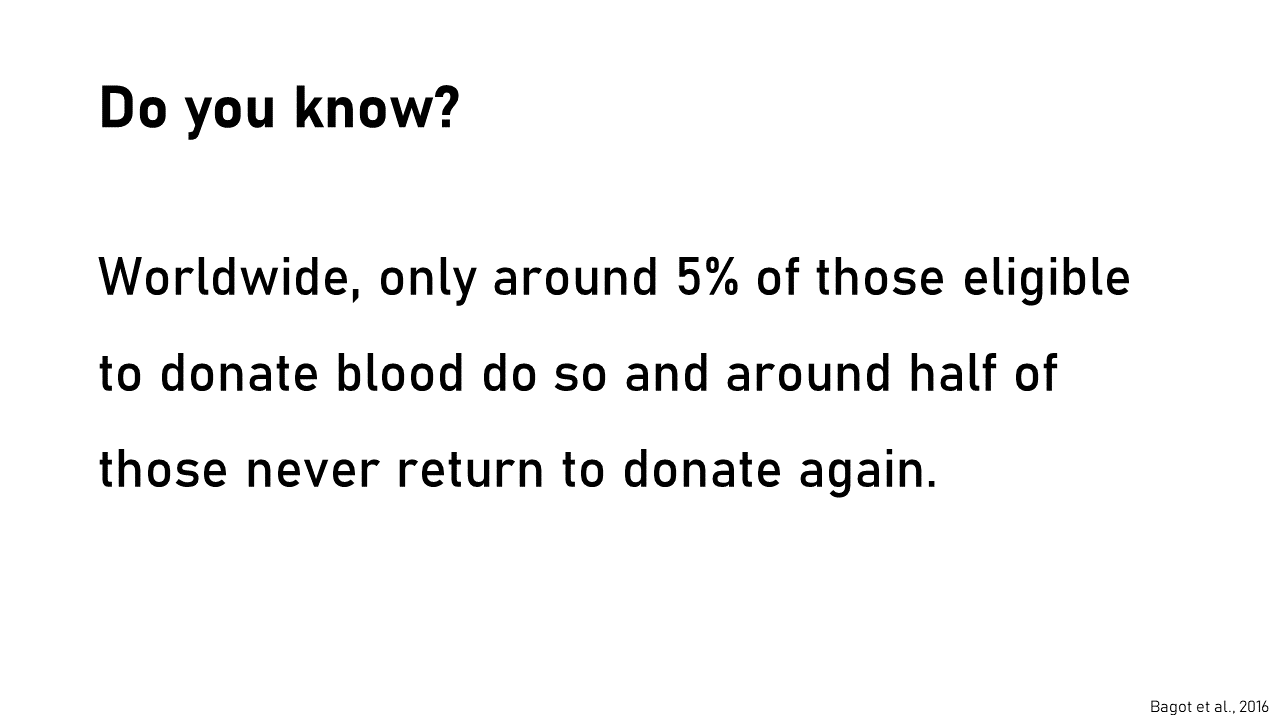 Do you know?
Worldwide, only around 5% of those eligible
to donate blood do so and around half of
those never return to donate again.
Bagot et al., 2016